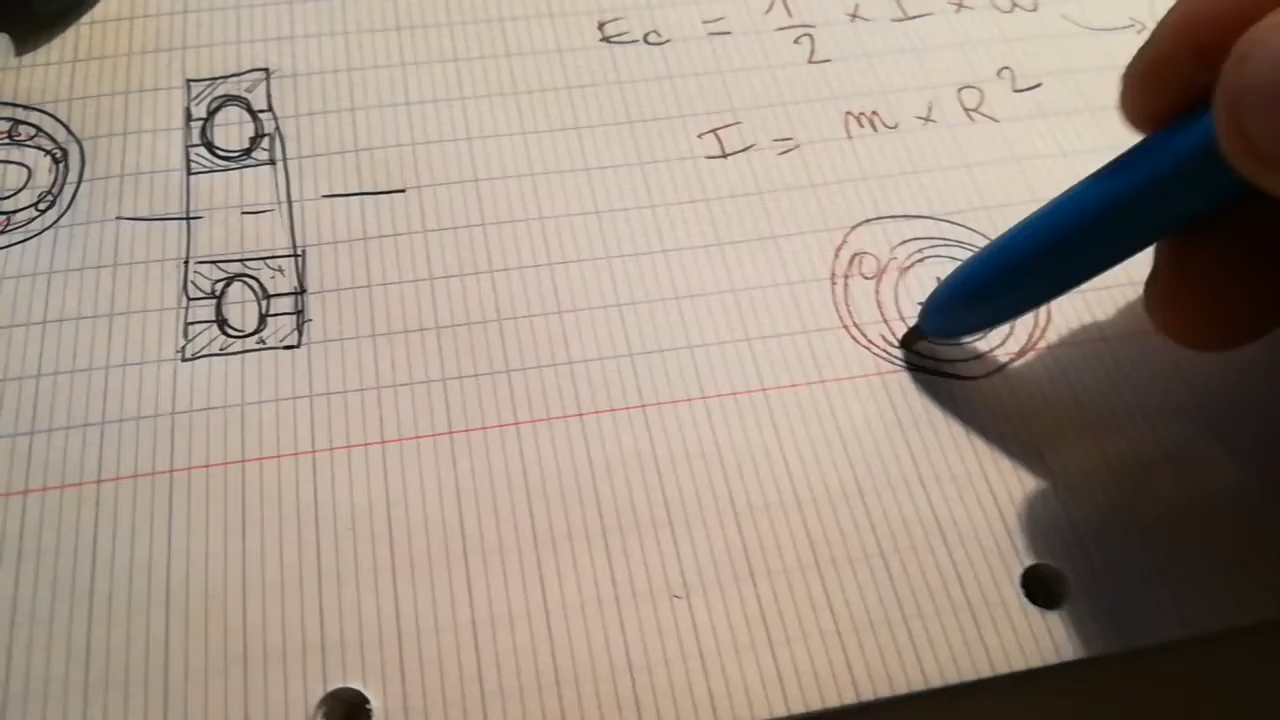 Ec = 1/2 × I × ω
I = m × R²